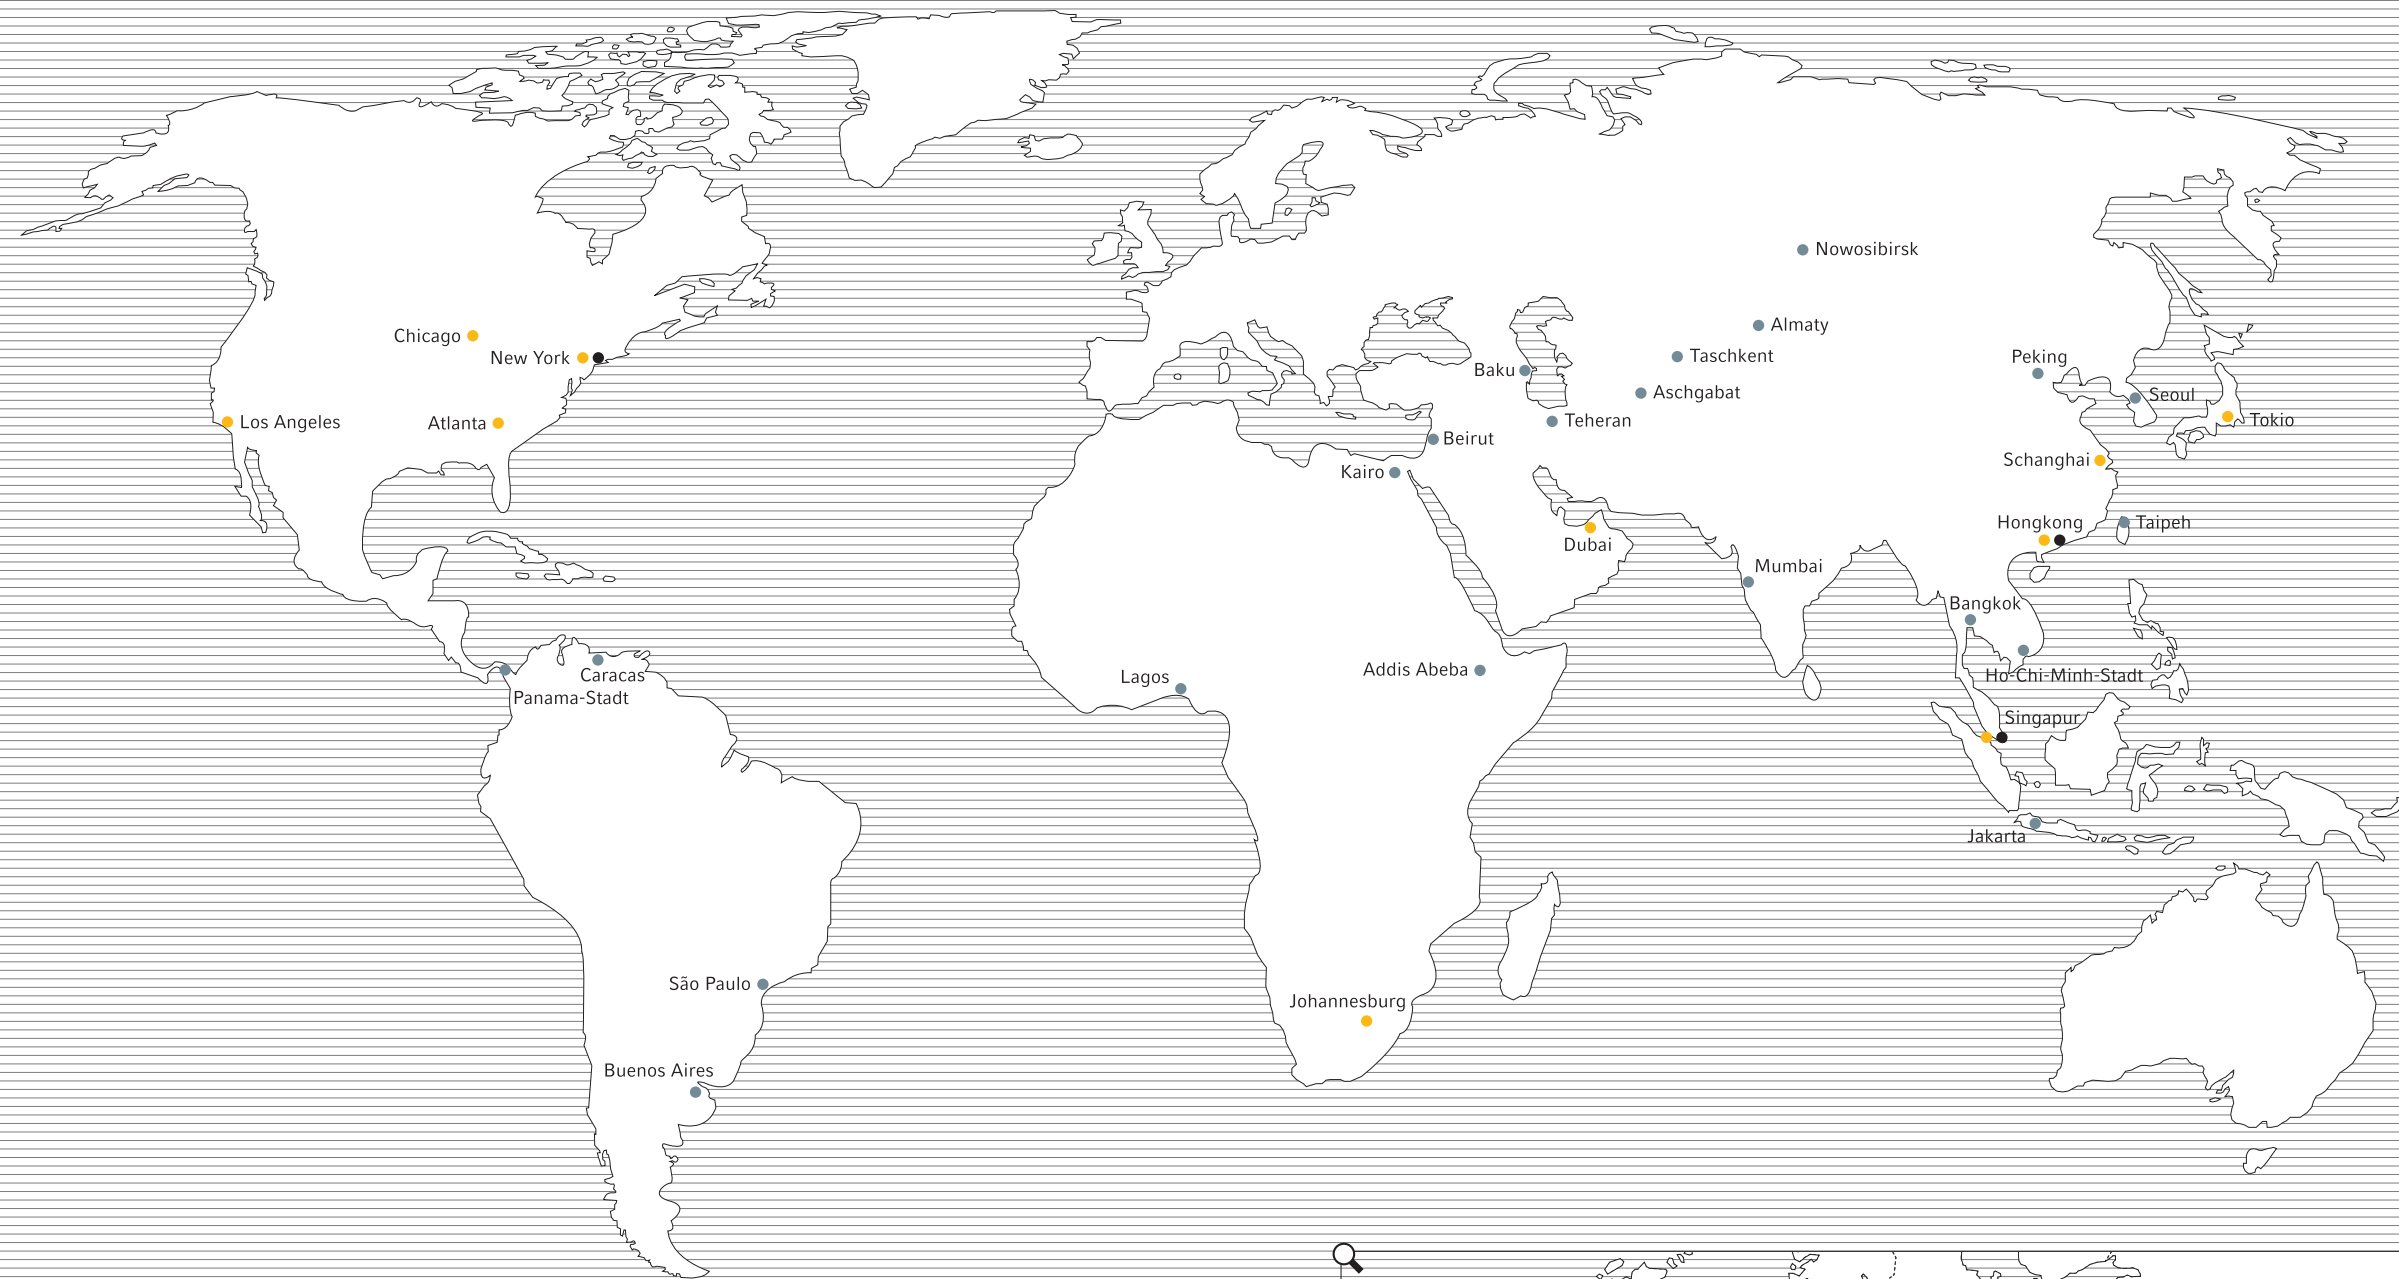 Nowosibirsk
Almaty
Chicago
New York
Taschkent
Peking
Baku
Aschgabat
Seoul
Los Angeles
Atlanta
Teheran
Tokio
Beirut
Schanghai
Kairo
Hongkong
Taipeh
Dubai
Mumbai
Bangkok
Caracas
Lagos
Addis Abeba
Ho-Chi-Minh-Stadt
Panama-Stadt
Singapur
Jakarta
São Paulo
Johannesburg
Buenos Aires